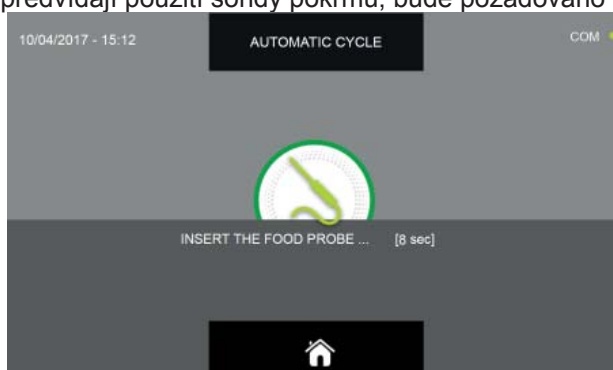 předvídají použití sondy pokrmu, bude požadováno
10/04/2017 - 15:12
AUTOMATIC CYCLE
COM
INSERT THE FOOD PROBE ... [8 sec]